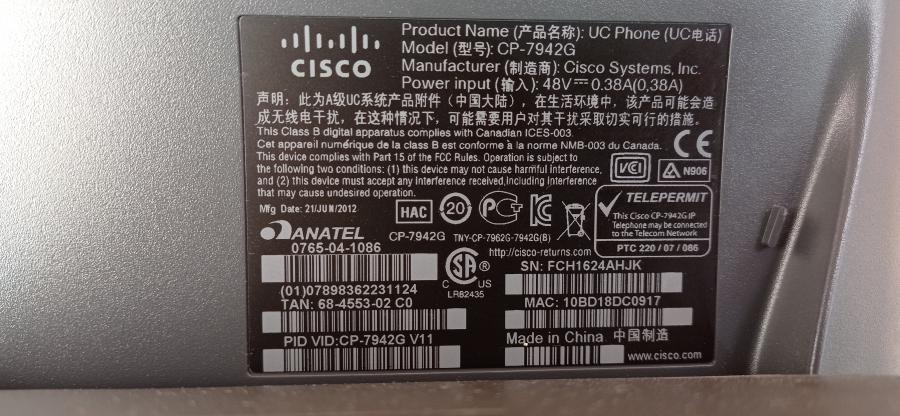 CISCO
Product Name (产品名称): UC Phone (UC电话)
Model (型号): CP-7942G
Manufacturer (制造商): Cisco Systems, Inc.
Power input (输入): 48V⎓0.38A(0,38A)
声明：此为A级UC系统产品附件（中国大陆），在生活环境中，该产品可能会造
成无线电干扰，在这种情况下，可能需要用户对其干扰采取切实可行的措施。
This Class B digital apparatus complies with Canadian ICES-003.
Cet appareil numérique de la class B est conforme à la norme NMB-003 du Canada.
This device complies with Part 15 of the FCC Rules. Operation is subject to
the following two conditions: (1) this device may not cause harmful interference,
and (2) this device must accept any interference received,including interference
that may cause undesired operation.
CE
VCI
N906
Mfg Date: 21/JUN/2012
HAC
20
TELEPERMIT
This Cisco CP-7942G IP
Telephone may be connected
to the Telecom Network
PTC 220 / 07 / 086
ANATEL
0765-04-1086
CP-7942G
TNY-CP-7962G-7942G(B)
http://cisco-returns.com
(01)07898362231124
SA ®
C US
LR82435
SN: FCH1624AHJK
TAN: 68-4553-02 C0
MAC: 10BD18DC0917
PID VID:CP-7942G V11
Made in China 中国制造
www.cisco.com